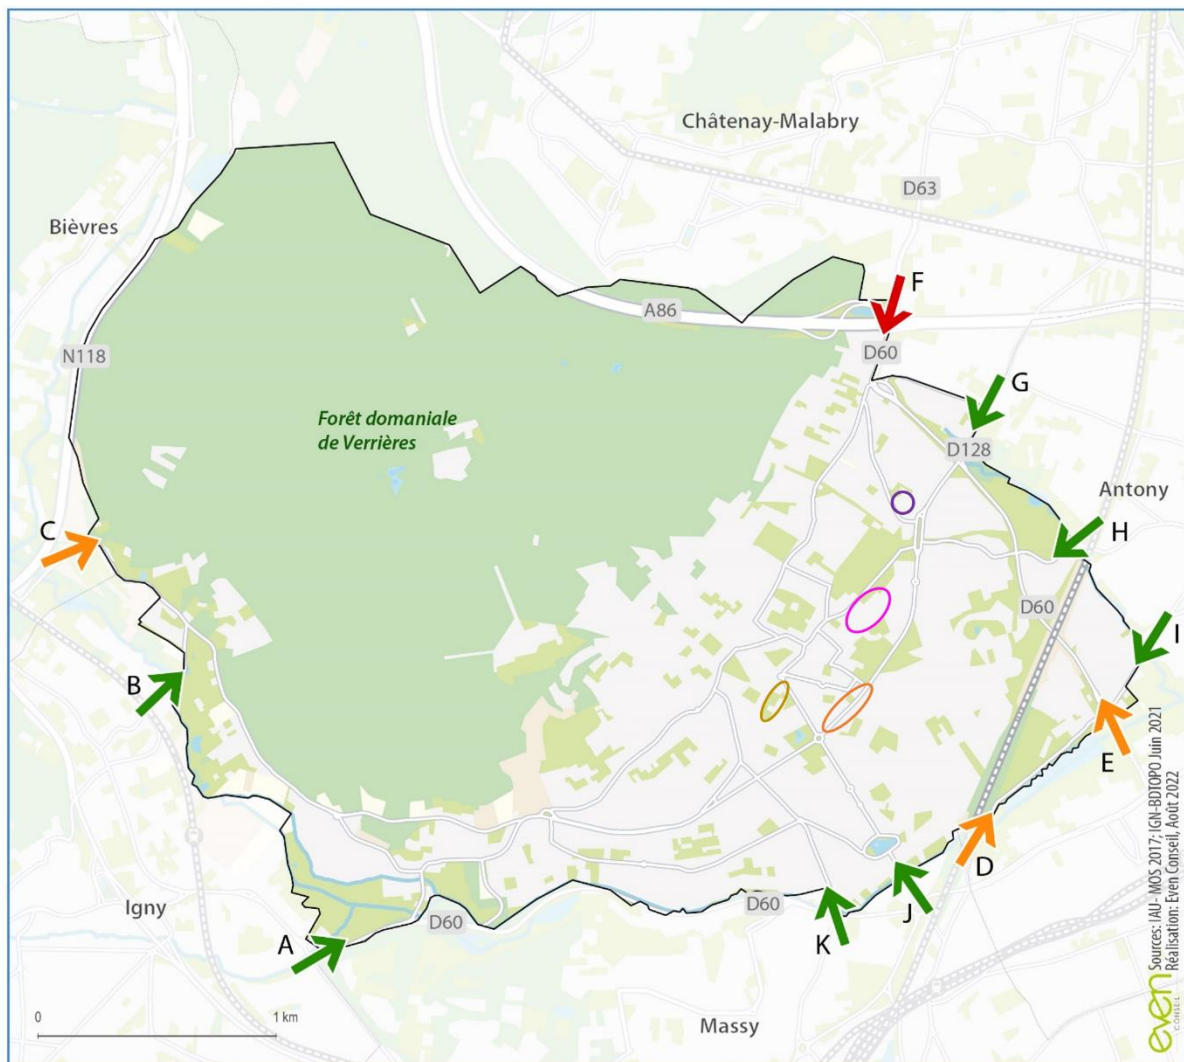 Châtenay-Malabry
D63
Bièvres
F
A86
N118
D60
G
Forêt domaniale
de Verrières
D128
Antony
C
H
D60
I
B
E
D
Igny
J
D60
D60
A
K
0
1 km
Massy
Sources: IAU- MOS 2017; IGN-BDTOPO Juin 2021
Réalisation: Even Conseil, Août 2022
even
CONSEIL